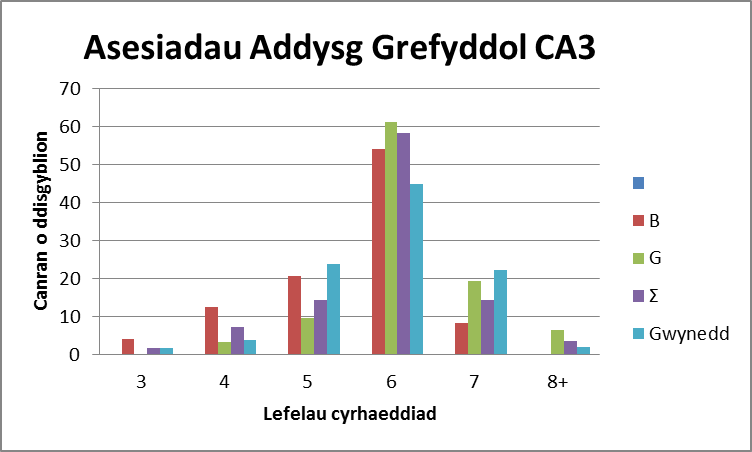 Asesiadau Addysg Grefyddol CA3
Canran o ddisgyblion
70
60
50
40
30
20
10
0
3 4 5 6 7 8+
Lefelau cyrhaeddiad
B
G
Σ
Gwynedd